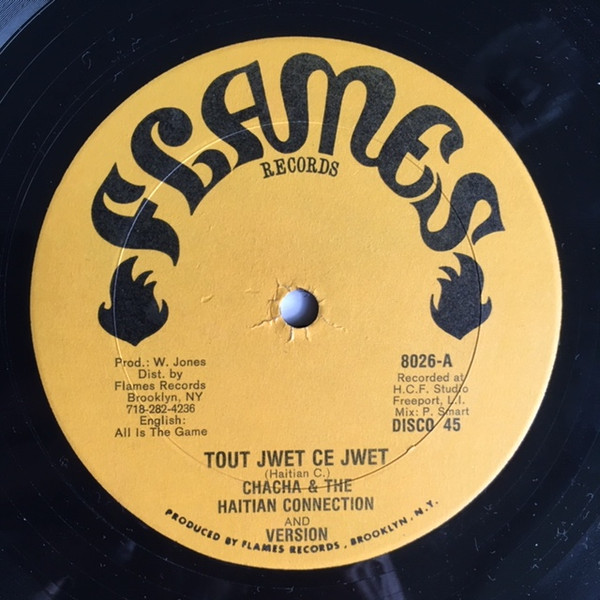 FLAMES
RECORDS
Prod.: W. Jones
Dist. by
Flames Records
Brooklyn, NY
718-282-4236
English:
All Is The Game
8026-A
Recorded at
H.C.F. Studio
Freeport, L.I.
Mix: P. Smart
DISCO 45
TOUT JWET CE JWET
(Haitian C.)
CHACHA & THE
HAITIAN CONNECTION
AND
VERSION
PRODUCED BY FLAMES RECORDS, BROOKLYN, N.Y.